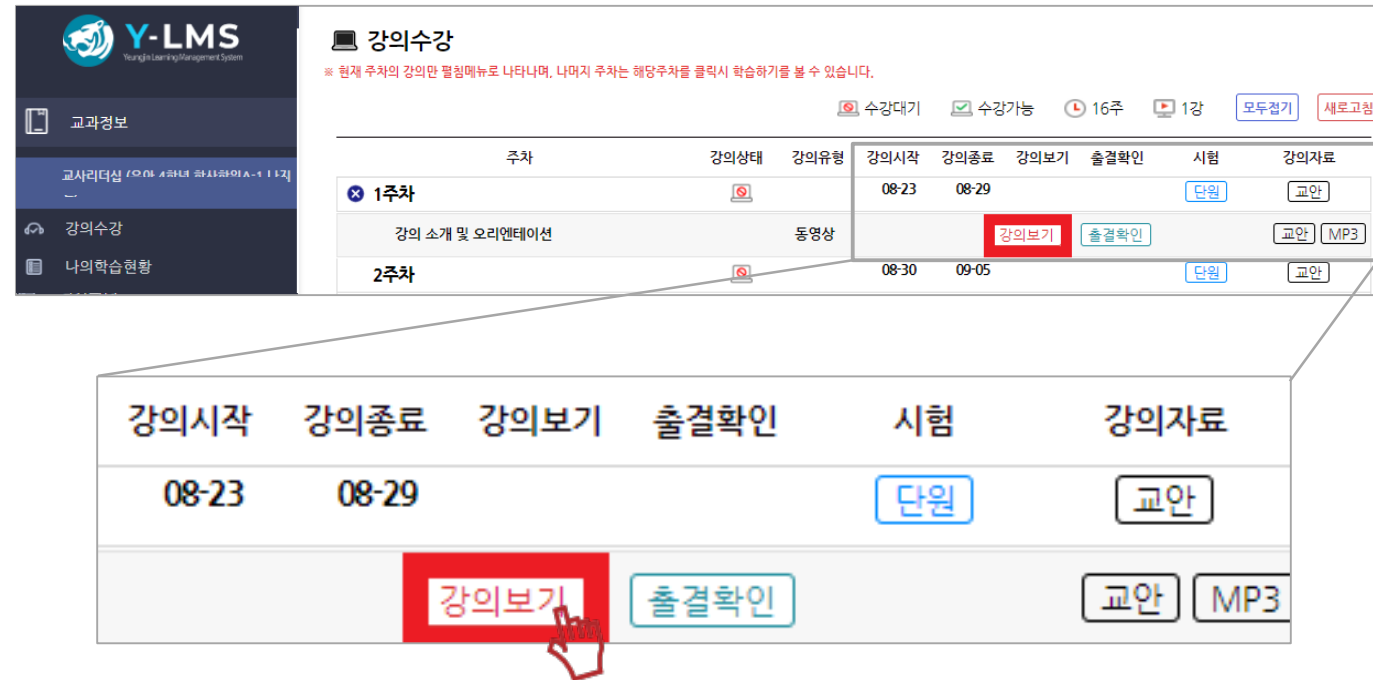 Y-LMS
Yeungjin Learning Management System
교과정보
교사리더십
강의수강
나의학습현황
강의수강
※ 현재 주차의 강의만 펼침메뉴로 나타나며, 나머지 주차는 해당주차를 클릭시 학습하기를 볼 수 있습니다.
수강대기 수강가능 16주 1강 모두접기 새로고침
주차 강의상태 강의유형 강의시작 강의종료 강의보기 출결확인 시험 강의자료
1주차 08-23 08-29 단원 교안
강의 소개 및 오리엔테이션 동영상 강의보기 출결확인 교안 MP3
2주차 08-30 09-05 단원 교안
강의시작 강의종료 강의보기 출결확인 시험 강의자료
08-23 08-29 단원 교안
강의보기 출결확인 교안 MP3